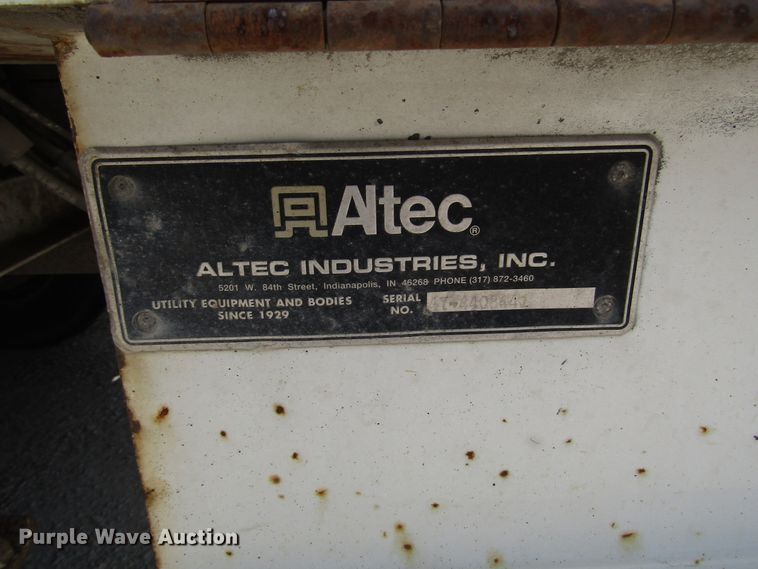 Altec®
ALTEC INDUSTRIES, INC.
5201 W. 84th Street, Indianapolis, IN 46268 PHONE (317) 872-3460
UTILITY EQUIPMENT AND BODIES
SINCE 1929
SERIAL
NO.
Purple Wave Auction